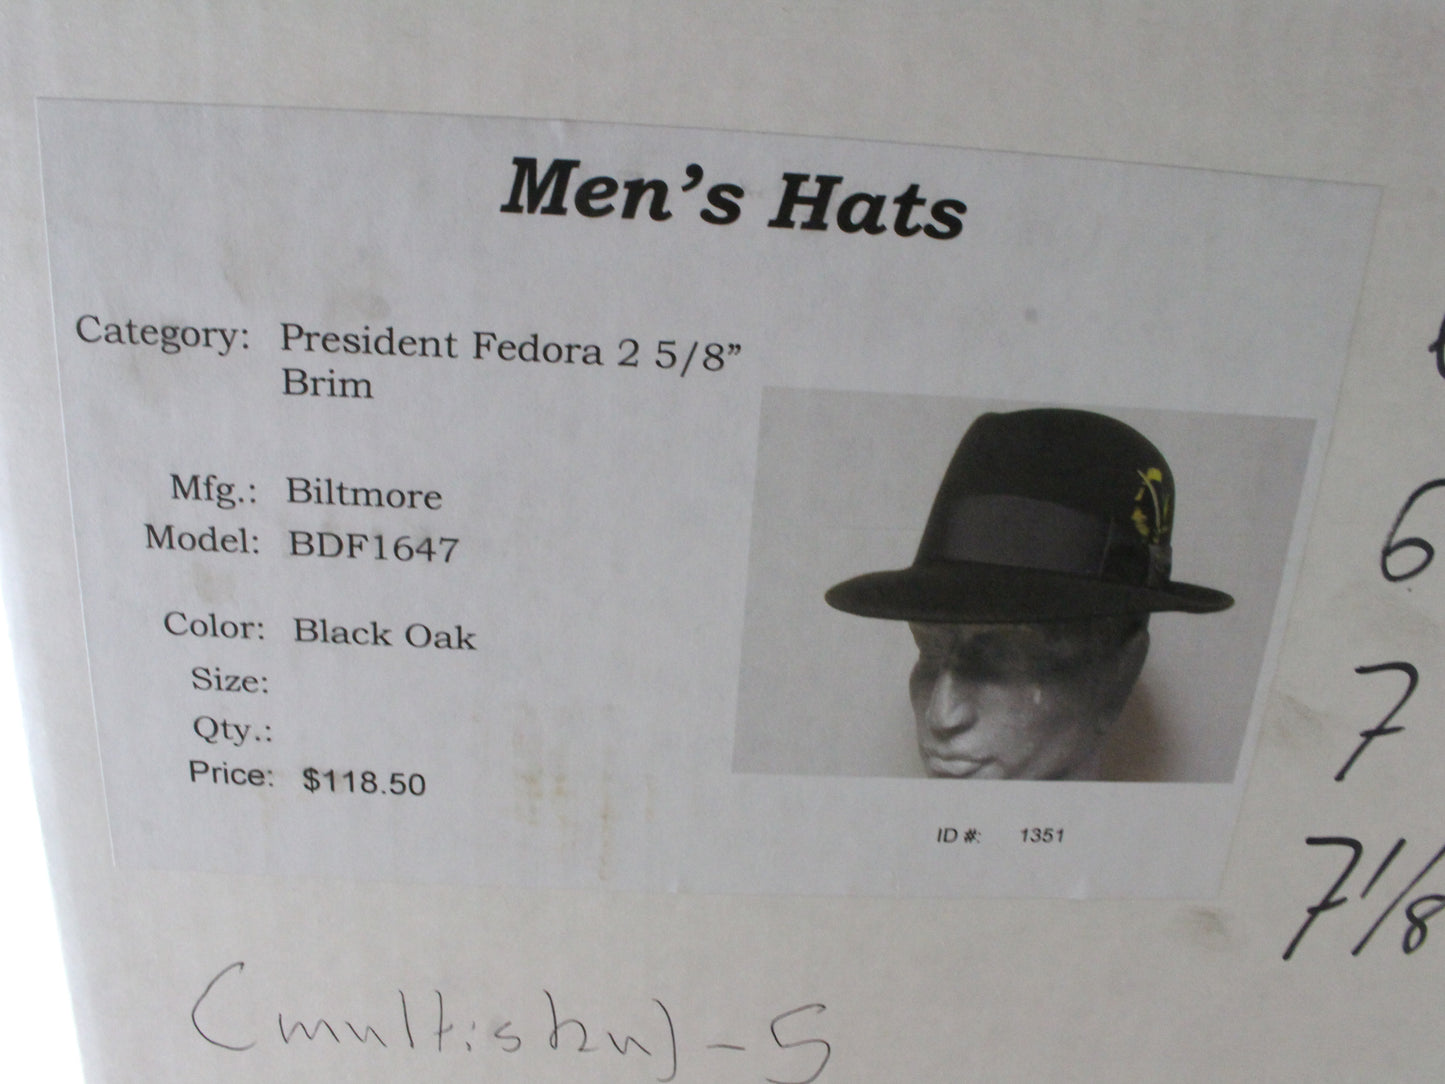 Men's Hats
Category: President Fedora 2 5/8”
Brim
Mfg.: Biltmore
Model: BDF1647
Color: Black Oak
Size:
Qty.:
Price: $118.50
ID #: 1351
6
7
7 1/8
(multisku) - 5